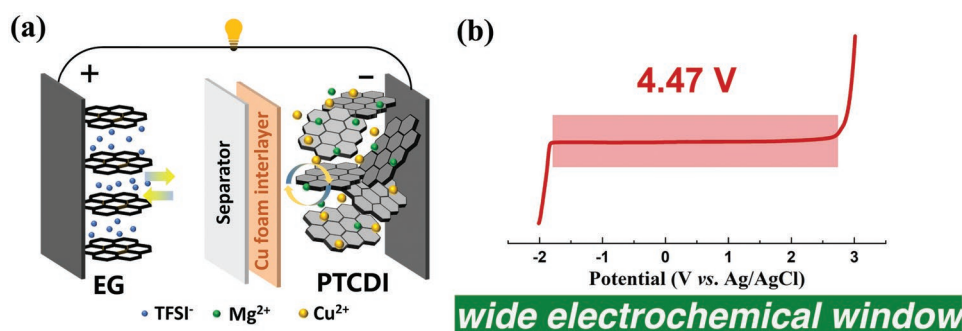 (a)
+
−
Separator
Cu foam interlayer
EG
PTCDI
TFSI⁻
Mg²⁺
Cu²⁺
(b)
4.47 V
-2 -1 0 1 2 3
Potential (V vs. Ag/AgCl)
wide electrochemical window